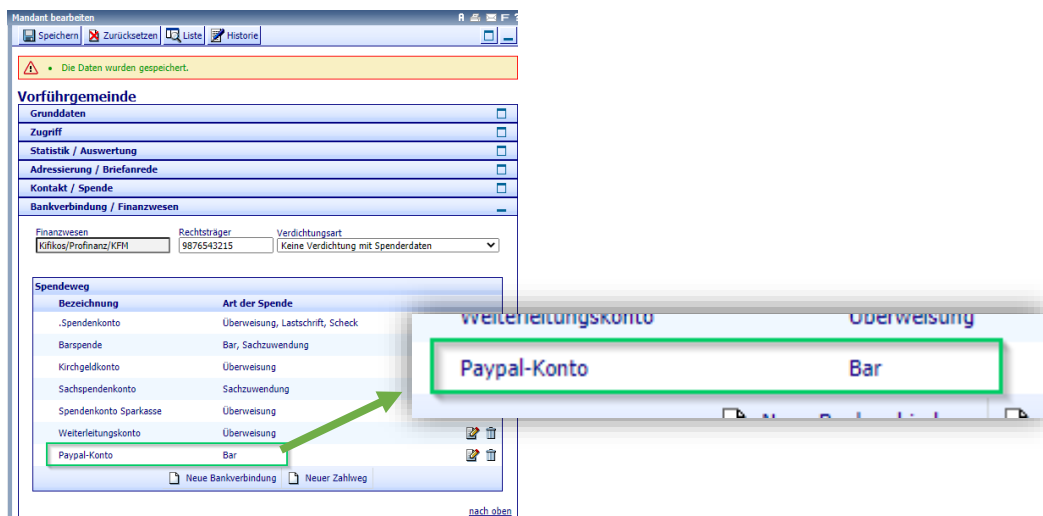 Mandant bearbeiten
Speichern Zurücksetzen Liste Historie
• Die Daten wurden gespeichert.
Vorführgemeinde
Grunddaten
Zugriff
Statistik / Auswertung
Adressierung / Briefanrede
Kontakt / Spende
Bankverbindung / Finanzwesen
Finanzwesen Rechtsträger Verdichtungsart
Kifikos/Profinanz/KFM 9876543215 Keine Verdichtung mit Spenderdaten
Spendeweg
Bezeichnung Art der Spende
.Spendenkonto Überweisung, Lastschrift, Scheck
Barspende Bar, Sachzuwendung
Kirchgeldkonto Überweisung
Sachspendenkonto Sachzuwendung
Spendenkonto Sparkasse Überweisung
Weiterleitungskonto Überweisung
Paypal-Konto Bar
Neue Bankverbindung Neuer Zahlweg
nach oben
Weiterleitungskonto Überweisung
Paypal-Konto Bar